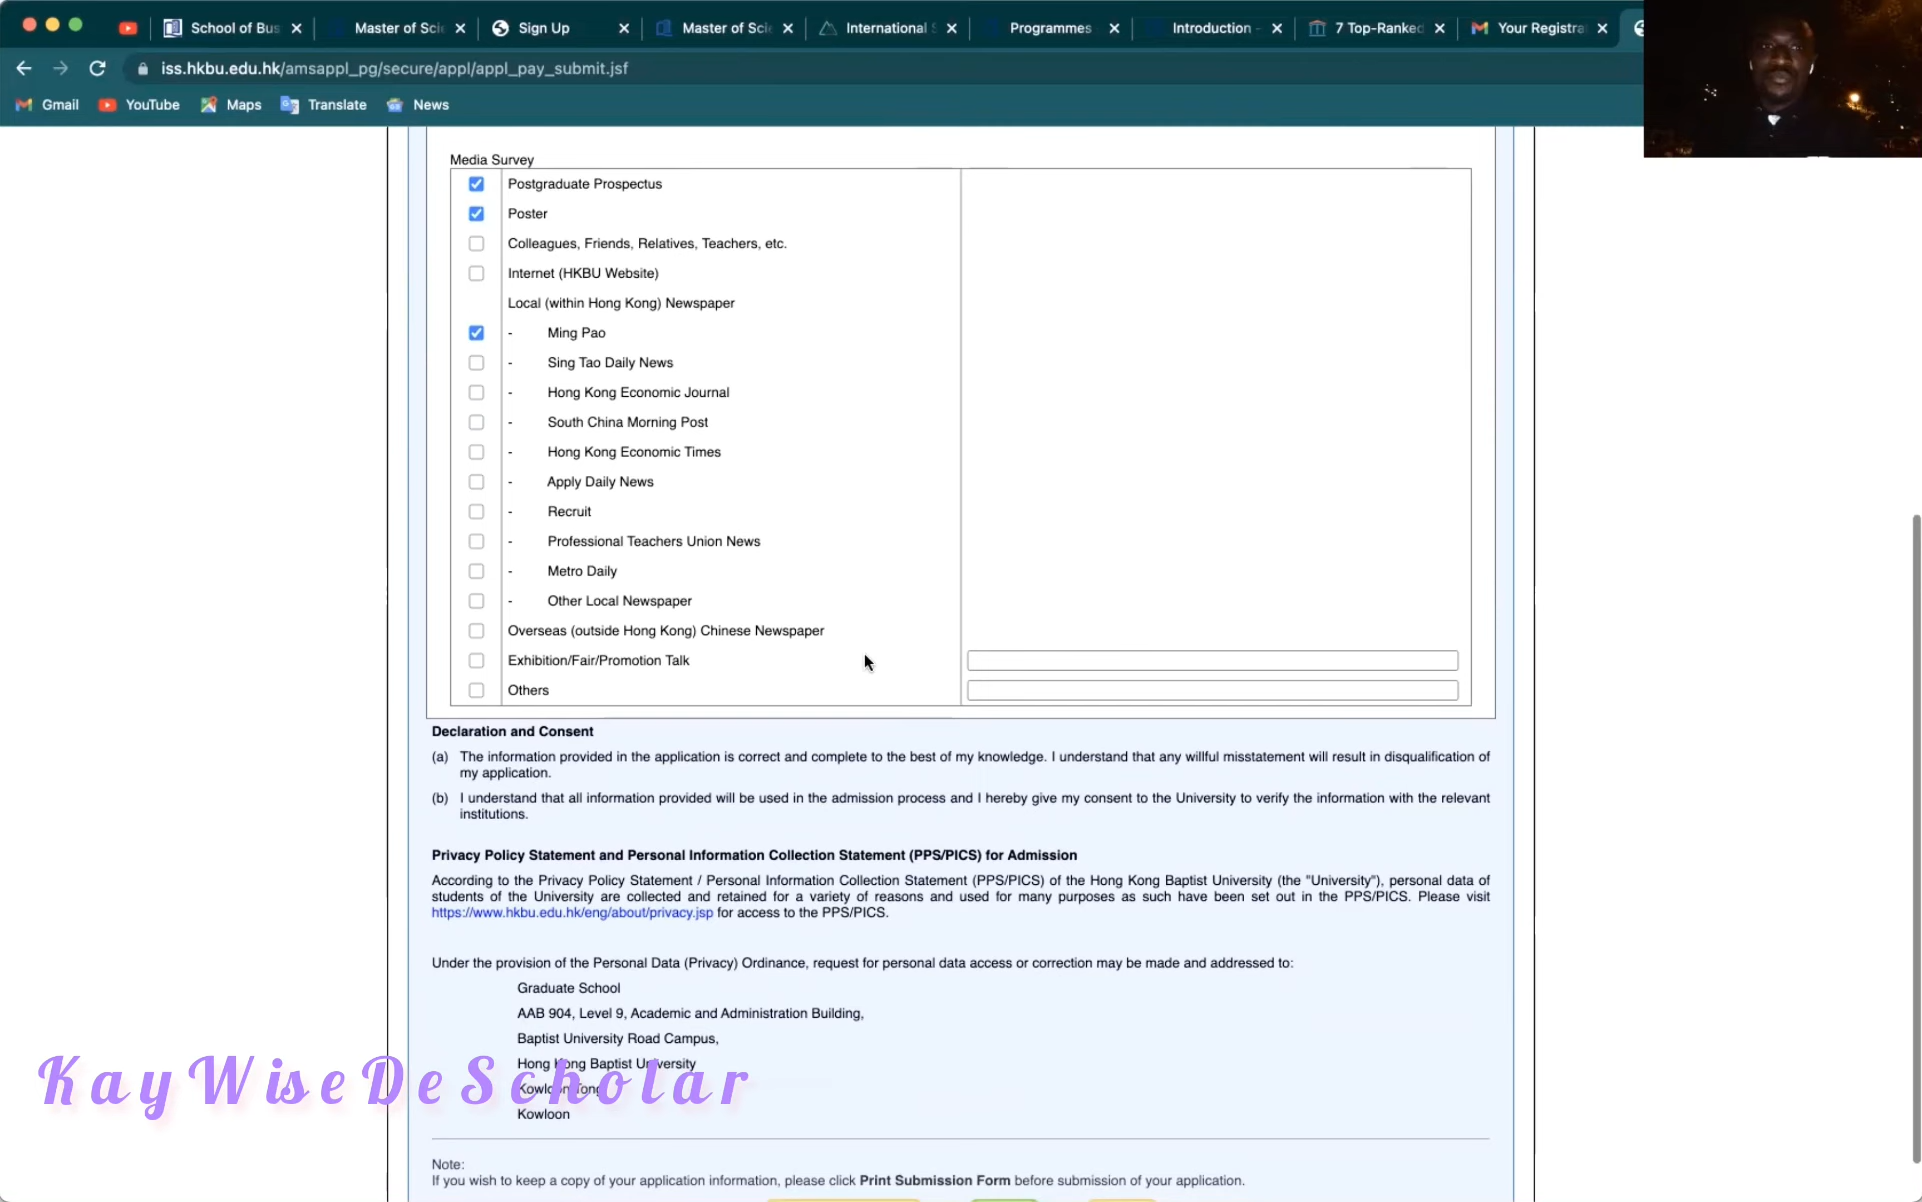 School of Bus
Master of Scie
Sign Up
Master of Scie
International S
Programmes
Introduction -
7 Top-Ranked
Your Registra
iss.hkbu.edu.hk/amsappl_pg/secure/appl/appl_pay_submit.jsf
Gmail
YouTube
Maps
Translate
News
Media Survey
Postgraduate Prospectus
Poster
Colleagues, Friends, Relatives, Teachers, etc.
Internet (HKBU Website)
Local (within Hong Kong) Newspaper
- Ming Pao
- Sing Tao Daily News
- Hong Kong Economic Journal
- South China Morning Post
- Hong Kong Economic Times
- Apply Daily News
- Recruit
- Professional Teachers Union News
- Metro Daily
- Other Local Newspaper
Overseas (outside Hong Kong) Chinese Newspaper
Exhibition/Fair/Promotion Talk
Others
Declaration and Consent
(a) The information provided in the application is correct and complete to the best of my knowledge. I understand that any willful misstatement will result in disqualification of
my application.
(b) I understand that all information provided will be used in the admission process and I hereby give my consent to the University to verify the information with the relevant
institutions.
Privacy Policy Statement and Personal Information Collection Statement (PPS/PICS) for Admission
According to the Privacy Policy Statement / Personal Information Collection Statement (PPS/PICS) of the Hong Kong Baptist University (the "University"), personal data of
students of the University are collected and retained for a variety of reasons and used for many purposes as such have been set out in the PPS/PICS. Please visit
https://www.hkbu.edu.hk/eng/about/privacy.jsp for access to the PPS/PICS.
Under the provision of the Personal Data (Privacy) Ordinance, request for personal data access or correction may be made and addressed to:
Graduate School
AAB 904, Level 9, Academic and Administration Building,
Baptist University Road Campus,
Hong Kong Baptist University
KayWiseDeScholar
Kowloon Tong
Kowloon
Note:
If you wish to keep a copy of your application information, please click Print Submission Form before submission of your application.